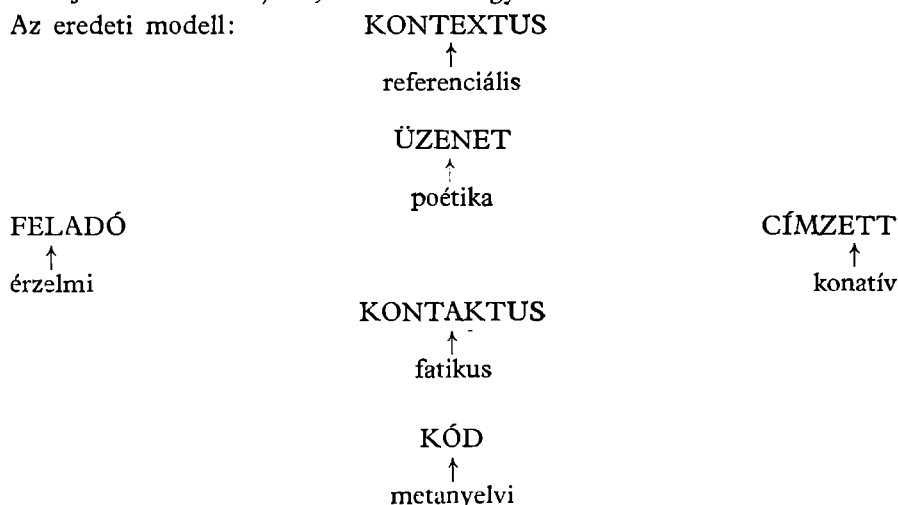 Az eredeti modell: KONTEXTUS
↑
referenciális
ÜZENET
↑
poétika
FELADÓ CÍMZETT
↑ ↑
érzelmi konatív
KONTAKTUS
↑
fatikus
KÓD
↑
metanyelvi